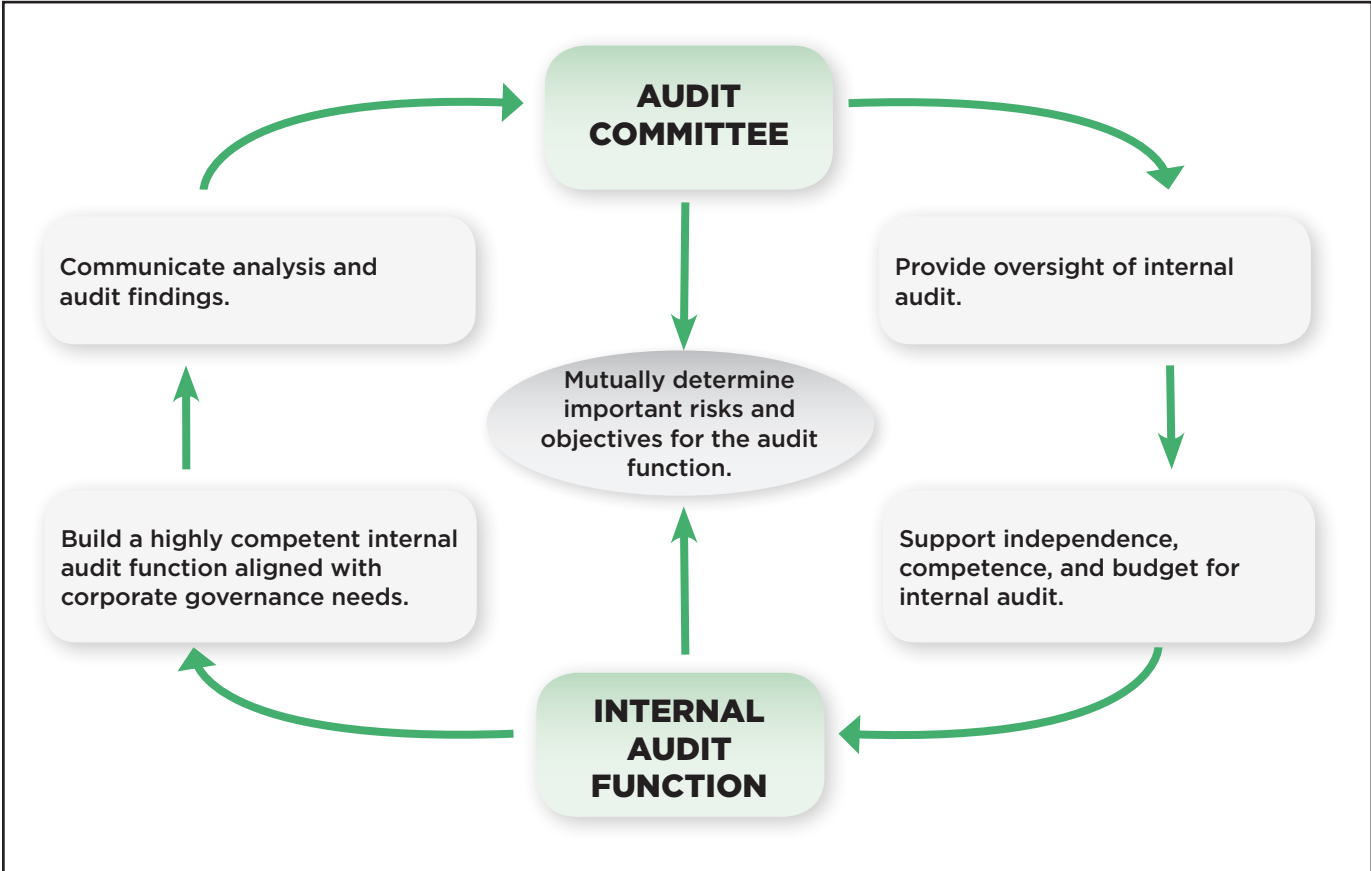 AUDIT
COMMITTEE
Communicate analysis and
audit findings.
Provide oversight of internal
audit.
Mutually determine
important risks and
objectives for the audit
function.
Build a highly competent internal
audit function aligned with
corporate governance needs.
Support independence,
competence, and budget for
internal audit.
INTERNAL
AUDIT
FUNCTION